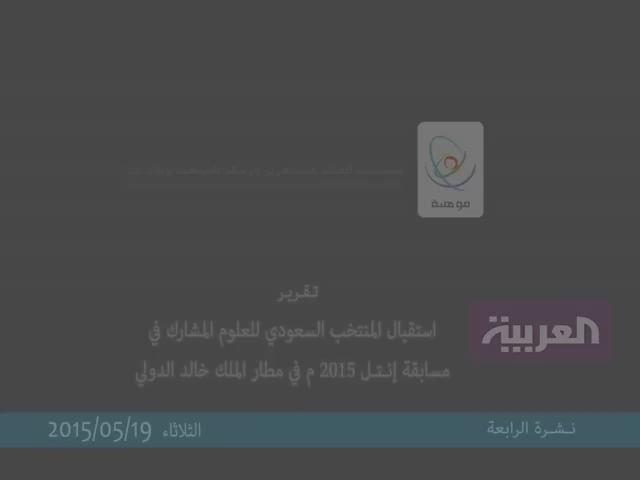 موهبة
تقرير
استقبال المنتخب السعودي للعلوم المشارك في
مسابقة إنتل 2015 م في مطار الملك خالد الدولي
العربية
نشرة الرابعة
الثلاثاء 2015/05/19